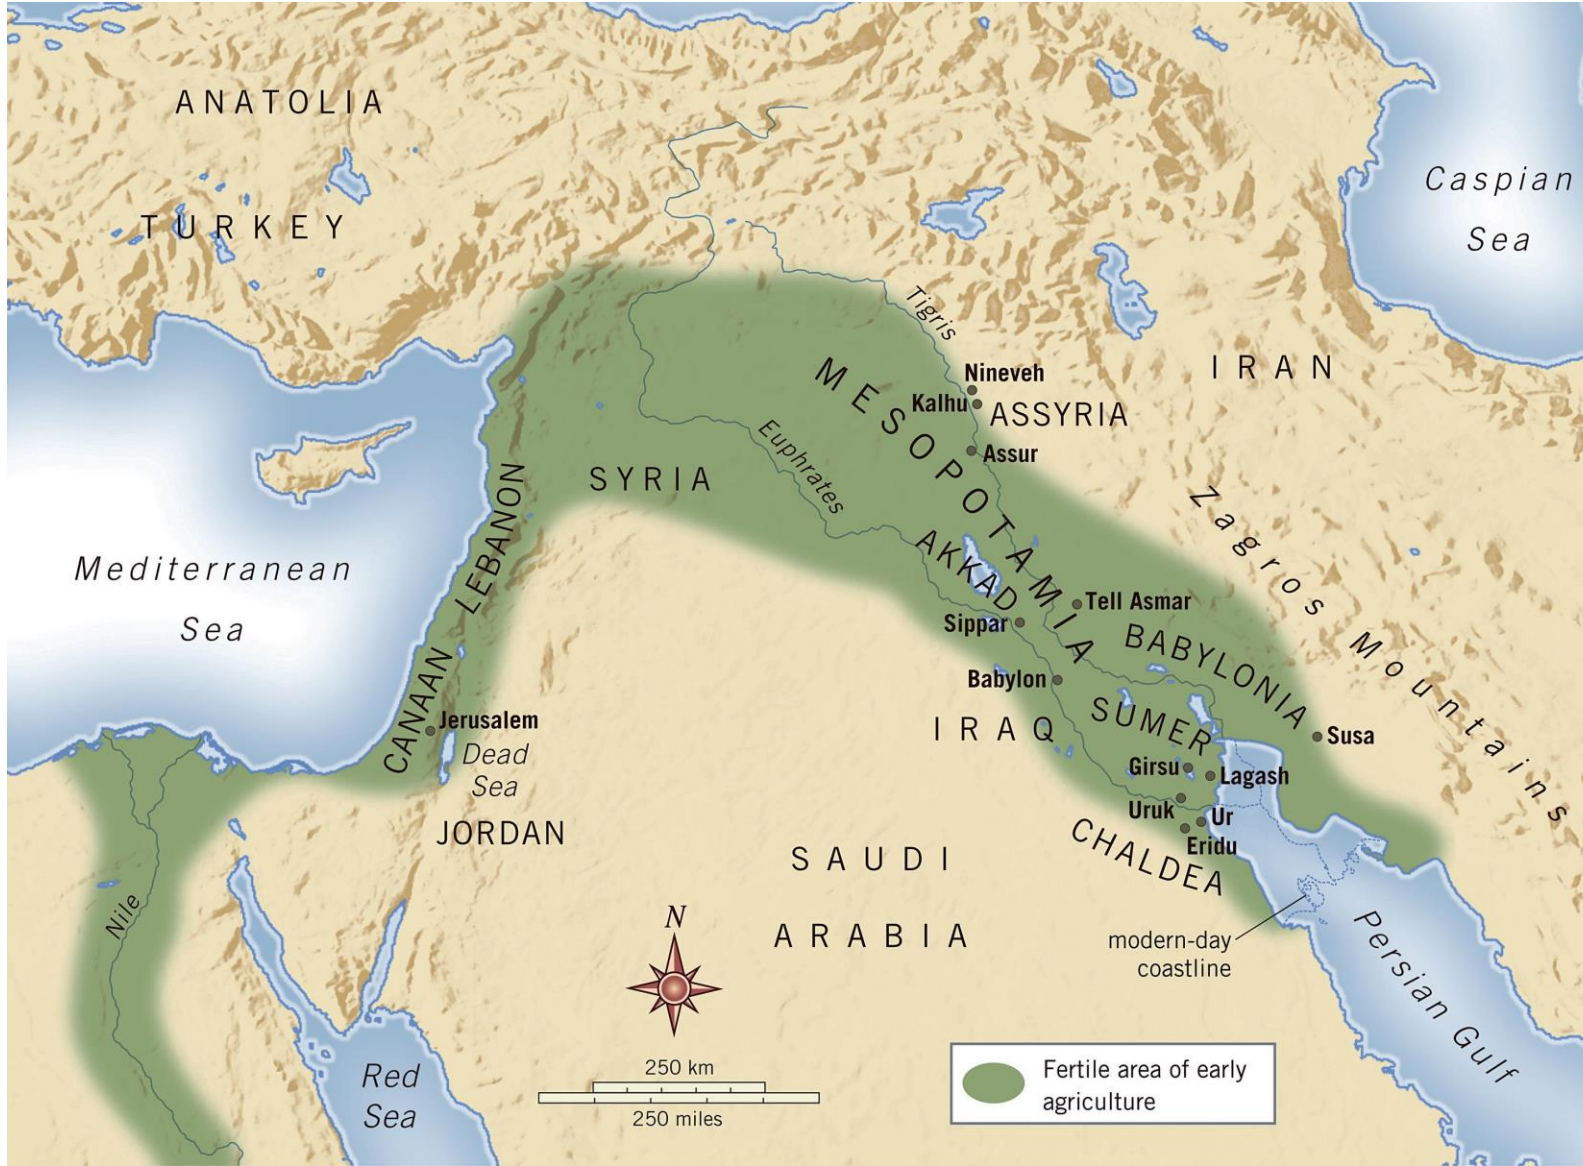 ANATOLIA
TURKEY
Caspian
Sea
Tigris
IRAN
MESOPOTAMIA
Nineveh
Kalhu
ASSYRIA
Assur
Euphrates
SYRIA
LEBANON
Zagros Mountains
Mediterranean
Sea
AKKAD
Tell Asmar
Sippar
BABYLONIA
Babylon
CANAAN
Jerusalem
Dead
Sea
IRAQ
SUMER
Susa
Girsu
Lagash
Uruk
Ur
Eridu
JORDAN
CHALDEA
SAUDI
ARABIA
Nile
N
modern-day
coastline
Persian Gulf
Red
Sea
250 km
250 miles
Fertile area of early
agriculture